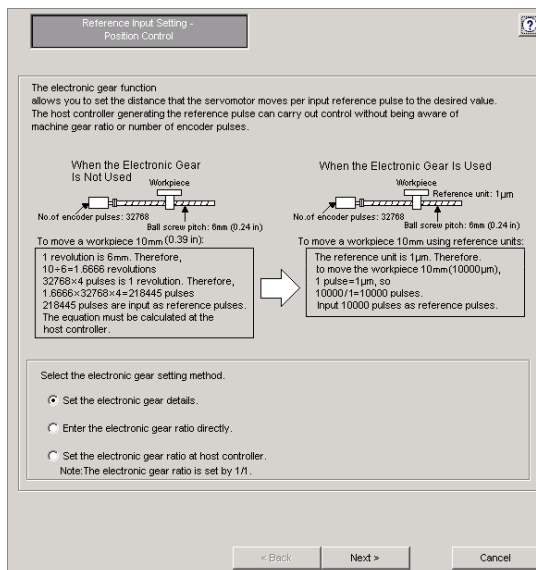 Reference Input Setting -
Position Control
?
The electronic gear function
allows you to set the distance that the servomotor moves per input reference pulse to the desired value.
The host controller generating the reference pulse can carry out control without being aware of
machine gear ratio or number of encoder pulses.
When the Electronic Gear
Is Not Used
Workpiece
No.of encoder pulses: 32768
Ball screw pitch: 6mm (0.24 in)
To move a workpiece 10mm (0.39 in):
1 revolution is 6mm. Therefore,
10÷6=1.6666 revolutions
32768×4 pulses is 1 revolution. Therefore,
1.6666×32768×4=218445 pulses
218445 pulses are input as reference pulses.
The equation must be calculated at the
host controller.
When the Electronic Gear Is Used
Workpiece
Reference unit: 1μm
No.of encoder pulses: 32768
Ball screw pitch: 6mm (0.24 in)
To move a workpiece 10mm using reference units:
The reference unit is 1μm. Therefore.
to move the workpiece 10mm(10000μm),
1 pulse=1μm, so
10000/1=10000 pulses.
Input 10000 pulses as reference pulses.
Select the electronic gear setting method.
Set the electronic gear details.
Enter the electronic gear ratio directly.
Set the electronic gear ratio at host controller.
Note:The electronic gear ratio is set by 1/1.
< Back
Next >
Cancel